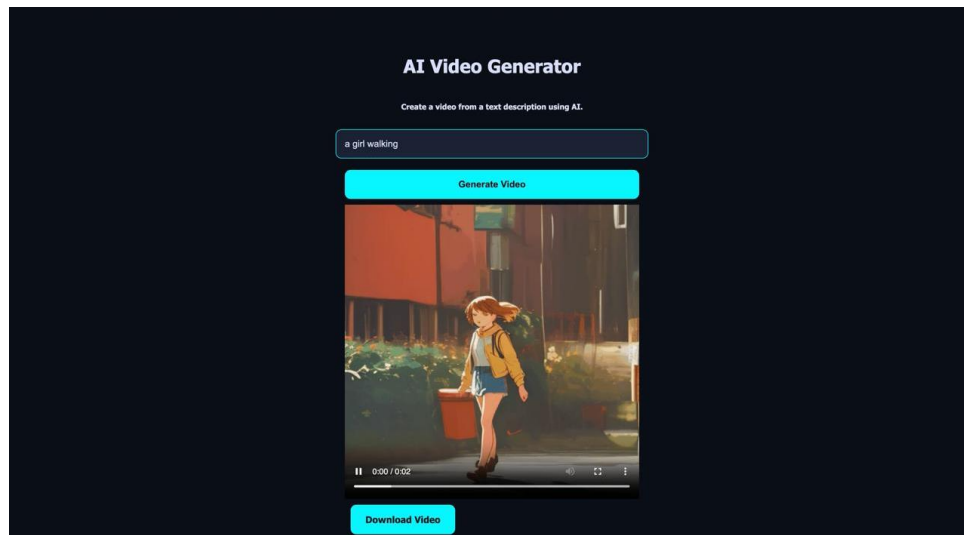 AI Video Generator
Create a video from a text description using AI.
a girl walking
Generate Video
0:00 / 0:02
Download Video